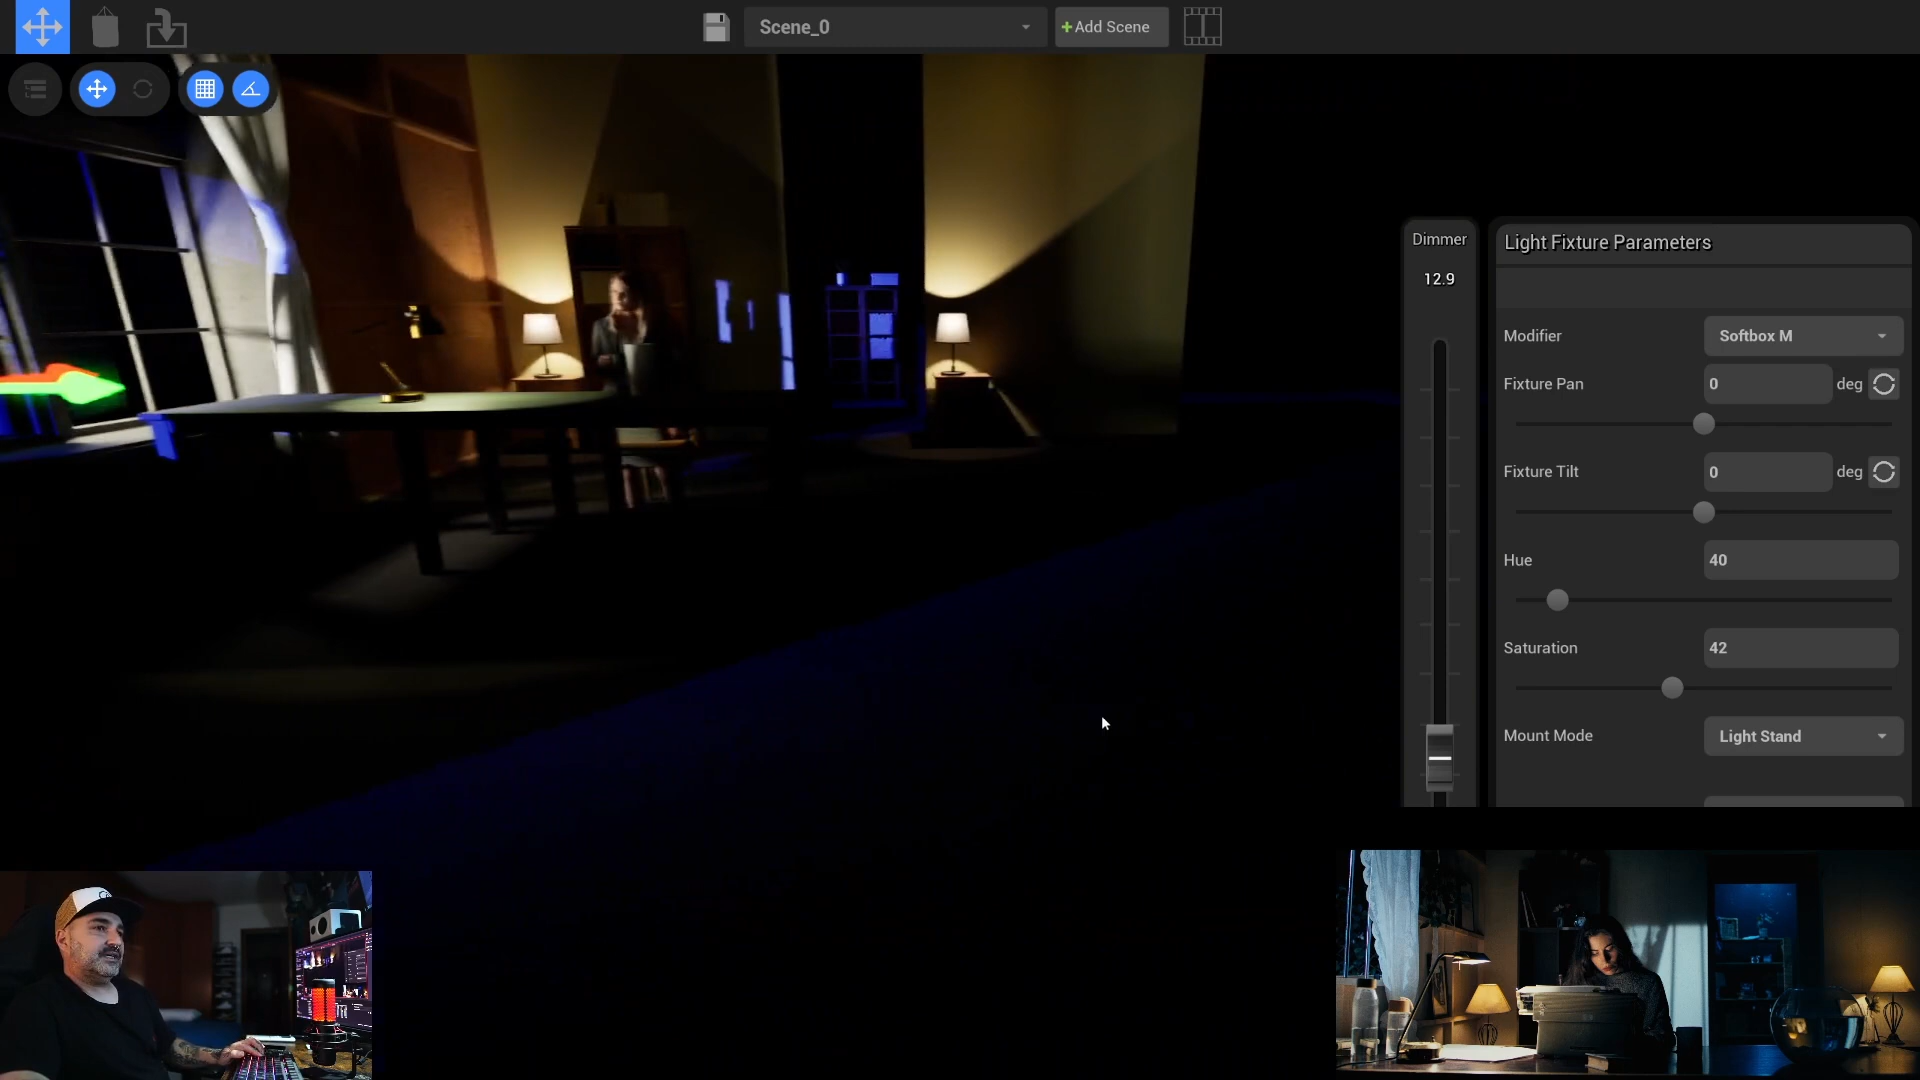 Scene_0
+Add Scene
Dimmer
12.9
Light Fixture Parameters
Modifier
Softbox M
Fixture Pan
0
deg
Fixture Tilt
0
deg
Hue
40
Saturation
42
Mount Mode
Light Stand